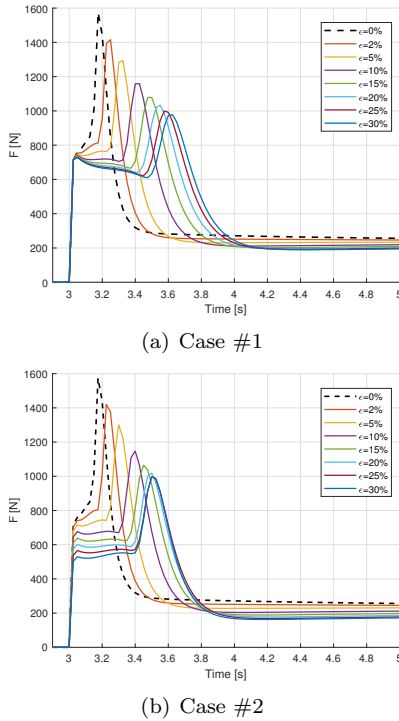 1600
1400
1200
1000
800
600
400
200
0
F [N]
ϵ=0%
ϵ=2%
ϵ=5%
ϵ=10%
ϵ=15%
ϵ=20%
ϵ=25%
ϵ=30%
3 3.2 3.4 3.6 3.8 4 4.2 4.4 4.6 4.8 5
Time [s]
(a) Case #1
1600
1400
1200
1000
800
600
400
200
0
F [N]
ϵ=0%
ϵ=2%
ϵ=5%
ϵ=10%
ϵ=15%
ϵ=20%
ϵ=25%
ϵ=30%
3 3.2 3.4 3.6 3.8 4 4.2 4.4 4.6 4.8 5
Time [s]
(b) Case #2